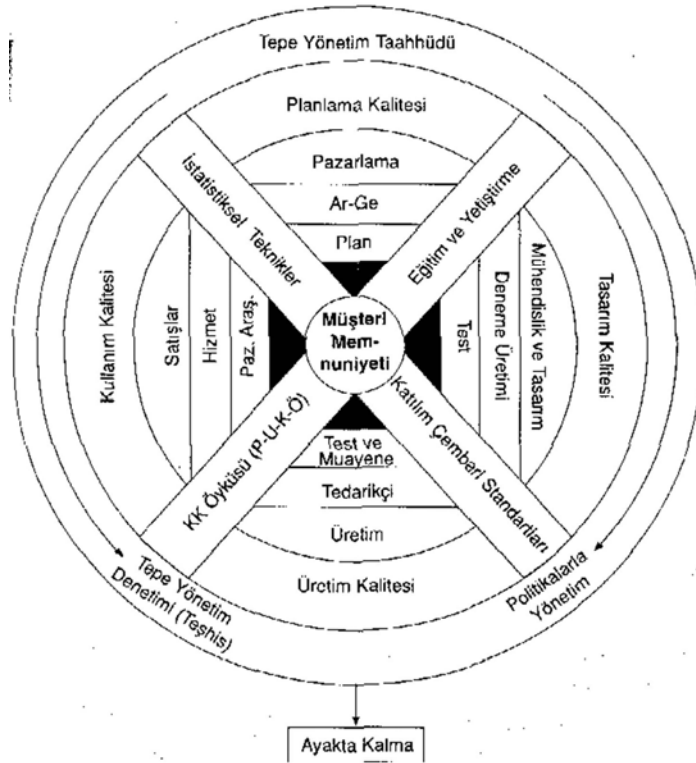 Tepe Yönetim Taahhüdü
Planlama Kalitesi
Pazarlama
Ar-Ge
Plan
İstatistiksel Teknikler
Eğitim ve Yetiştirme
Kullanım Kalitesi
Satışlar
Hizmet
Paz. Araş.
Müşteri
Mem-
nuniyeti
Test
Deneme Üretimi
Mühendislik ve Tasarım
Tasarım Kalitesi
KK Öyküsü (P-U-K-Ö)
Katılım Çemberi Standartları
Test ve
Muayene
Tedarikçi
Üretim
Üretim Kalitesi
Tepe Yönetim
Denetimi (Teşhis)
Politikalarla
Yönetim
Ayakta Kalma